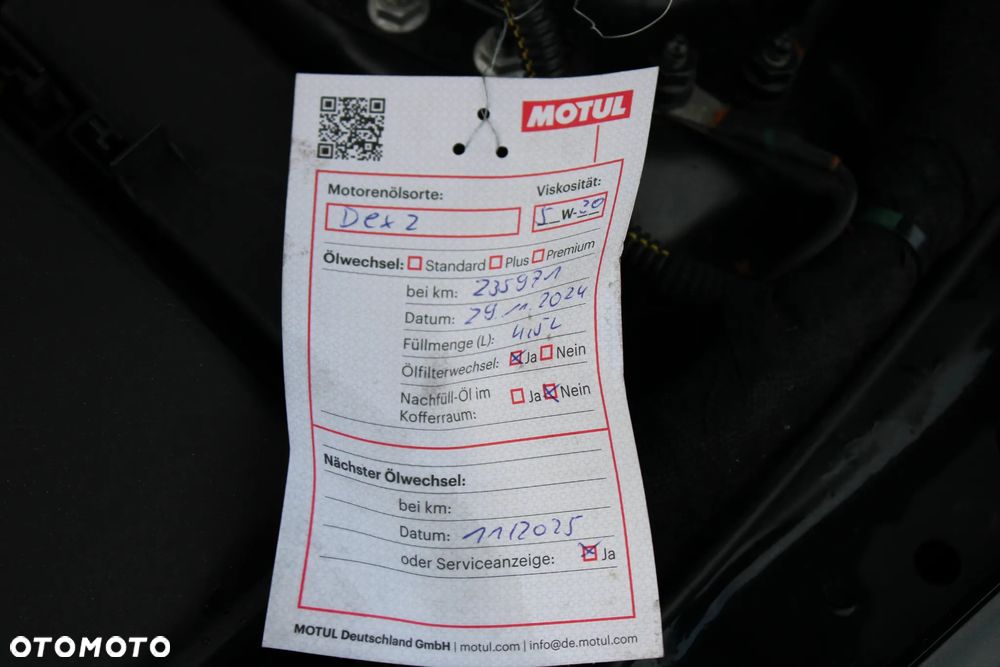 MOTUL
Motorenölsorte: Viskosität:
Dex 2 5 W-30
Ölwechsel: Standard Plus Premium
bei km: 235971
Datum: 29.11.2024
Füllmenge (L): 4,5L
Ölfilterwechsel: Ja Nein
Nachfüll-Öl im Ja Nein
Kofferraum:
Nächster Ölwechsel:
bei km:
Datum: 11/2025
oder Serviceanzeige: Ja
MOTUL Deutschland GmbH | motul.com | info@de.motul.com
OTOMOTO